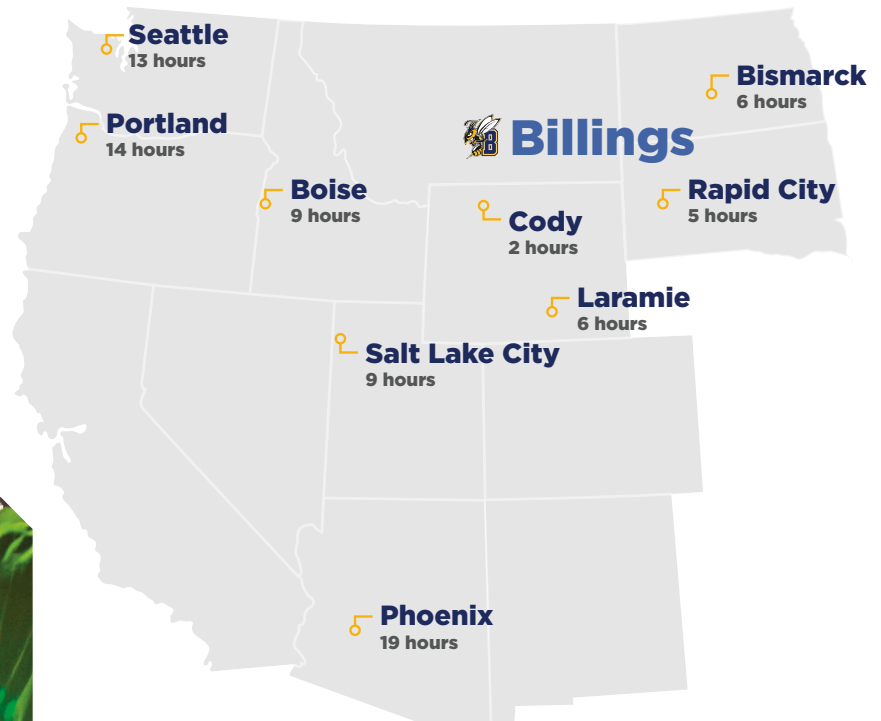 Seattle
13 hours
Bismarck
6 hours
Portland
14 hours
B Billings
Boise
9 hours
Rapid City
5 hours
Cody
2 hours
Laramie
6 hours
Salt Lake City
9 hours
Phoenix
19 hours